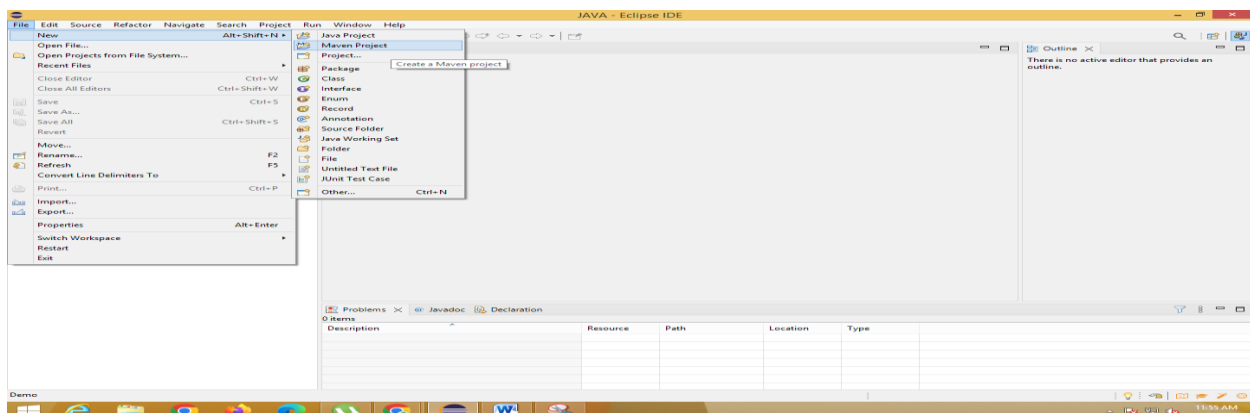 JAVA - Eclipse IDE
File Edit Source Refactor Navigate Search Project Run Window Help
New Alt+Shift+N
Open File...
Open Projects from File System...
Recent Files
Close Editor Ctrl+W
Close All Editors Ctrl+Shift+W
Save Ctrl+S
Save As...
Save All Ctrl+Shift+S
Revert
Move...
Rename... F2
Refresh F5
Convert Line Delimiters To
Print... Ctrl+P
Import...
Export...
Properties Alt+Enter
Switch Workspace
Restart
Exit
Java Project
Maven Project
Project...
Create a Maven project
Package
Class
Interface
Enum
Record
Annotation
Source Folder
Java Working Set
Folder
File
Untitled Text File
JUnit Test Case
Other... Ctrl+N
Outline
There is no active editor that provides an
outline.
Problems Javadoc Declaration
0 items
Description Resource Path Location Type
Demo
11:55 AM